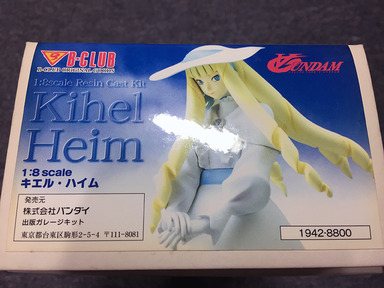 B-CLUB
B-CLUB ORIGINAL GOODS
GUNDAM
1:8scale Resin Cast Kit
Kihel
Heim
1:8 scale
キエル・ハイム
発売元
株式会社バンダイ
出版ガレージキット
東京都台東区駒形2-5-4 〒111-8081
1942-8800